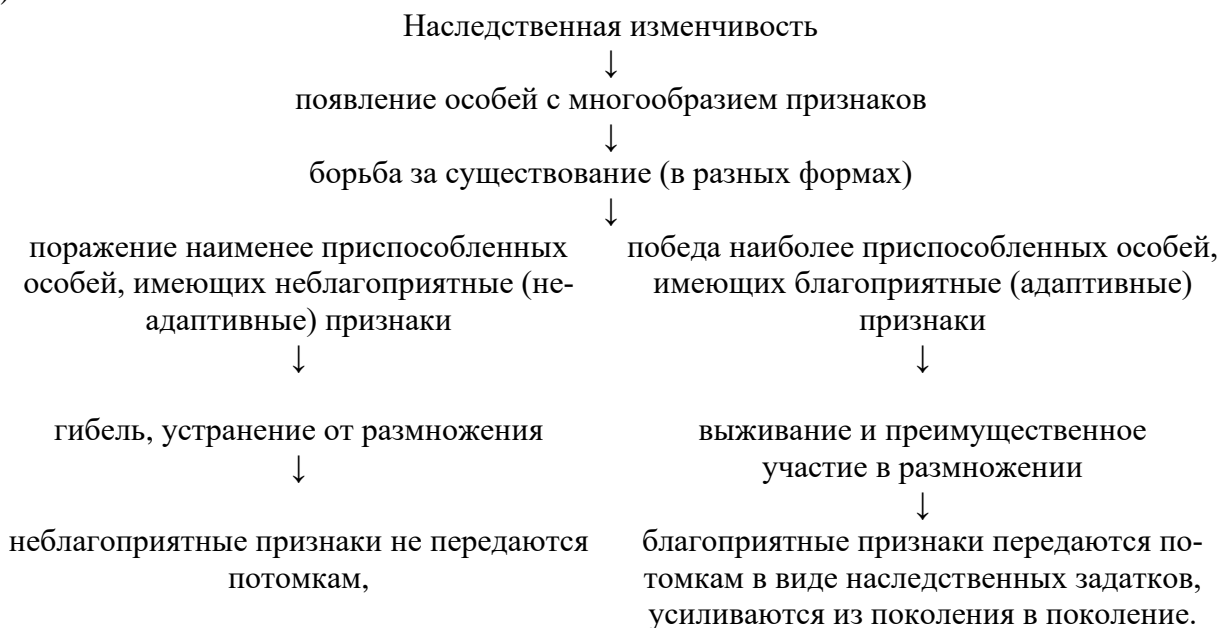 )
Наследственная изменчивость
↓
появление особей с многообразием признаков
↓
борьба за существование (в разных формах)
↓
поражение наименее приспособленных
особей, имеющих неблагоприятные (не-
адаптивные) признаки
↓
гибель, устранение от размножения
↓
неблагоприятные признаки не передаются
потомкам,
победа наиболее приспособленных особей,
имеющих благоприятные (адаптивные)
признаки
↓
выживание и преимущественное
участие в размножении
↓
благоприятные признаки передаются по-
томкам в виде наследственных задатков,
усиливаются из поколения в поколение.